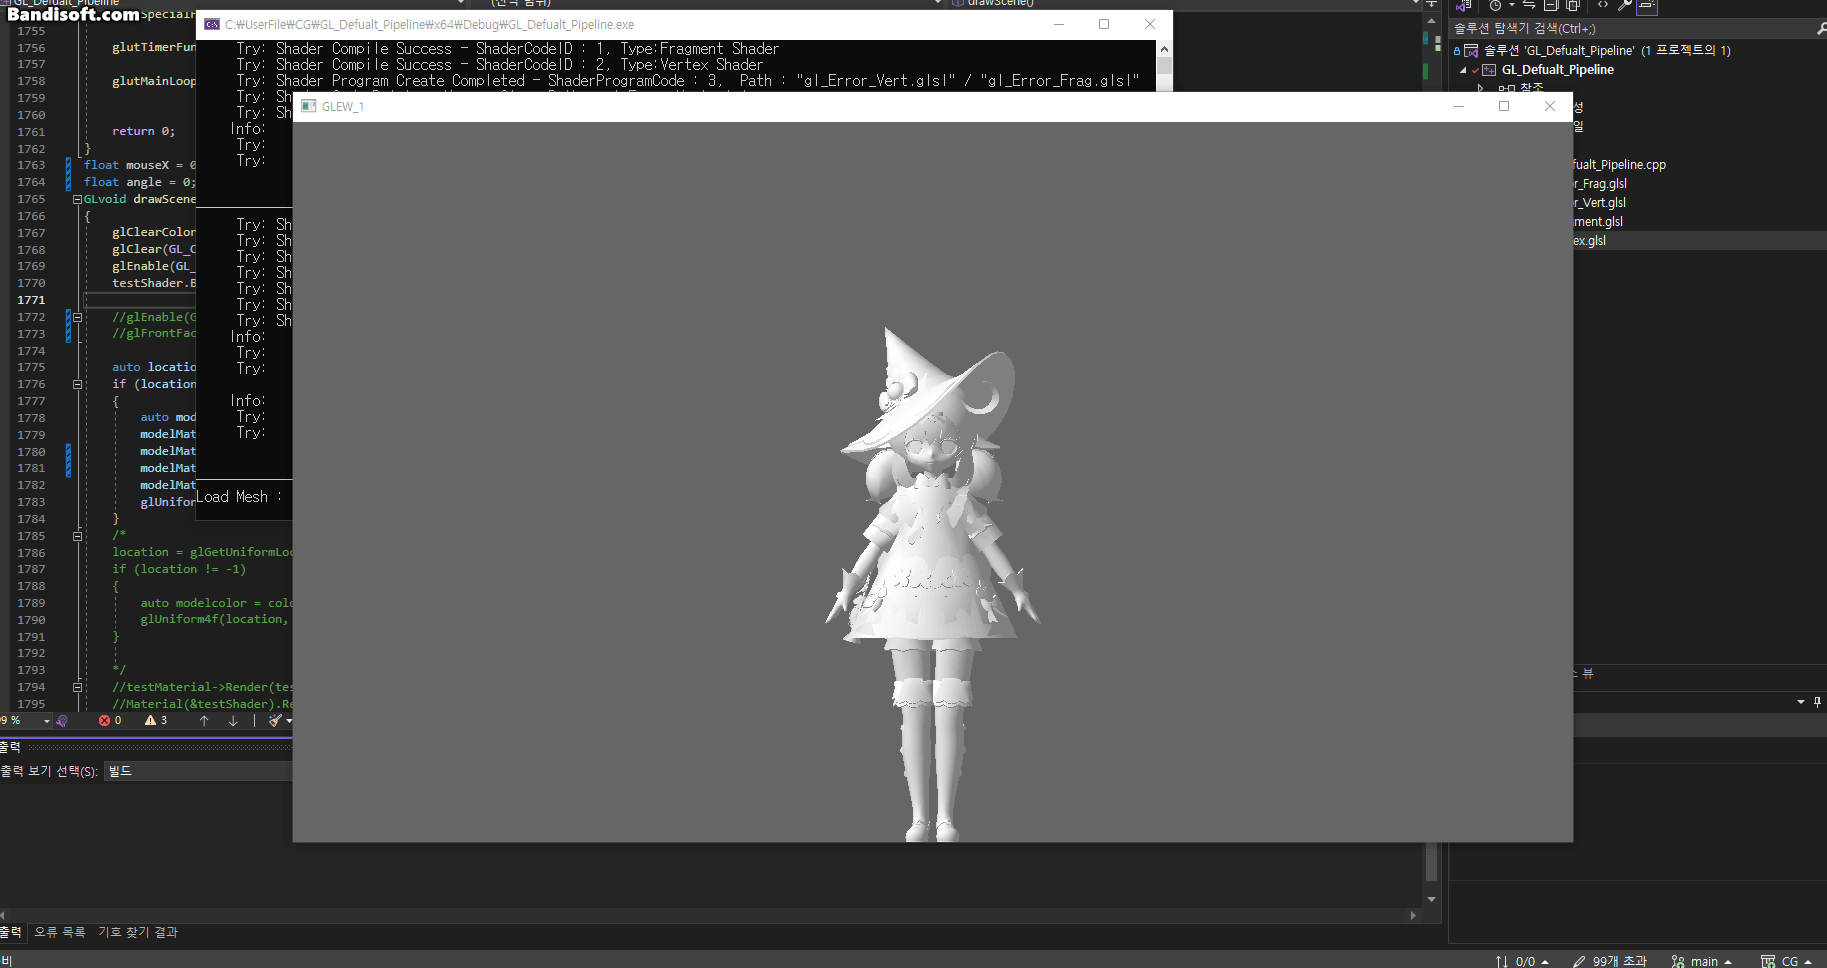 Bandisoft.com
drawScene()
C:₩UserFile₩CG₩GL_Defualt_Pipeline₩x64₩Debug₩GL_Defualt_Pipeline.exe
Try: Shader Compile Success - ShaderCodeID : 1, Type:Fragment Shader
Try: Shader Compile Success - ShaderCodeID : 2, Type:Vertex Shader
Try: Shader Program Create Completed - ShaderProgramCode : 3, Path : "gl_Error_Vert.glsl" / "gl_Error_Frag.glsl"
Try: Sh
Try: Sh
Info:
Try:
Try:
Try: Sh
Try: Sh
Try: Sh
Try: Sh
Try: Sh
Try: Sh
Try: Sh
Info:
Try:
Try:
Info:
Try:
Try:
Load Mesh :
GLEW_1
1755
1756 glutTimerFun
1757
1758 glutMainLoop
1759
1760
1761 return 0;
1762 }
1763 float mouseX = 0
1764 float angle = 0;
1765 GLvoid drawScene
1766 {
1767 glClearColor
1768 glClear(GL_C
1769 glEnable(GL_
1770 testShader.B
1771
1772 //glEnable(G
1773 //glFrontFac
1774
1775 auto locatio
1776 if (location
1777 {
1778 auto mod
1779 modelMat
1780 modelMat
1781 modelMat
1782 modelMat
1783 glUnifor
1784 }
1785 /*
1786 location = glGetUniformLoc
1787 if (location != -1)
1788 {
1789 auto modelcolor = colo
1790 glUniform4f(location,
1791 }
1792
1793 */
1794 //testMaterial->Render(tes
1795 //Material(&testShader).Re
9 % 0 3
출력
출력 보기 선택(S): 빌드
출력 오류 목록 기호 찾기 결과
솔루션 탐색기 검색(Ctrl+;)
솔루션 'GL_Defualt_Pipeline' (1 프로젝트의 1)
GL_Defualt_Pipeline
참조
성
일
fualt_Pipeline.cpp
r_Frag.glsl
r_Vert.glsl
ment.glsl
ex.glsl
스 뷰
비
0/0 99개 초과 main CG